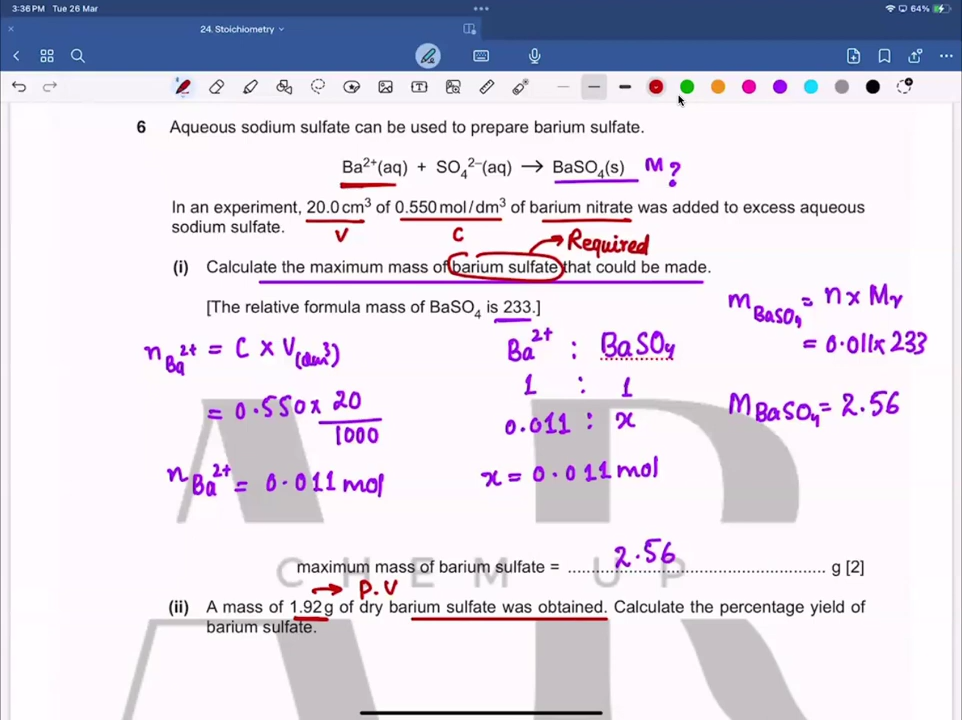 3:36 PM Tue 26 Mar
64%
24. Stoichiometry
6 Aqueous sodium sulfate can be used to prepare barium sulfate.
Ba²⁺(aq) + SO₄²⁻(aq) → BaSO₄(s) M?
In an experiment, 20.0 cm³ of 0.550 mol/dm³ of barium nitrate was added to excess aqueous
sodium sulfate.
V C → Required
(i) Calculate the maximum mass of barium sulfate that could be made.
[The relative formula mass of BaSO₄ is 233.]
n Ba²⁺ = C × V(dm³)
= 0.550 × 20/1000
n Ba²⁺ = 0.011 mol
Ba²⁺ : BaSO₄
1 : 1
0.011 : x
x = 0.011 mol
m BaSO₄ = n × Mr
= 0.011 × 233
M BaSO₄ = 2.56
maximum mass of barium sulfate = 2.56 g [2]
CHEM UP
→ P.V
(ii) A mass of 1.92 g of dry barium sulfate was obtained. Calculate the percentage yield of
barium sulfate.